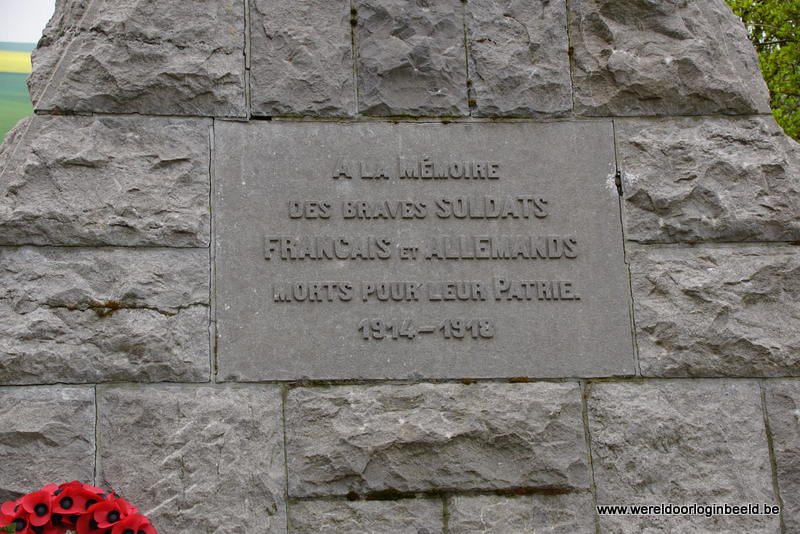 A LA MÉMOIRE
DES BRAVES SOLDATS
FRANCAIS ET ALLEMANDS
MORTS POUR LEUR PATRIE.
1914–1918
www.wereldoorloginbeeld.be